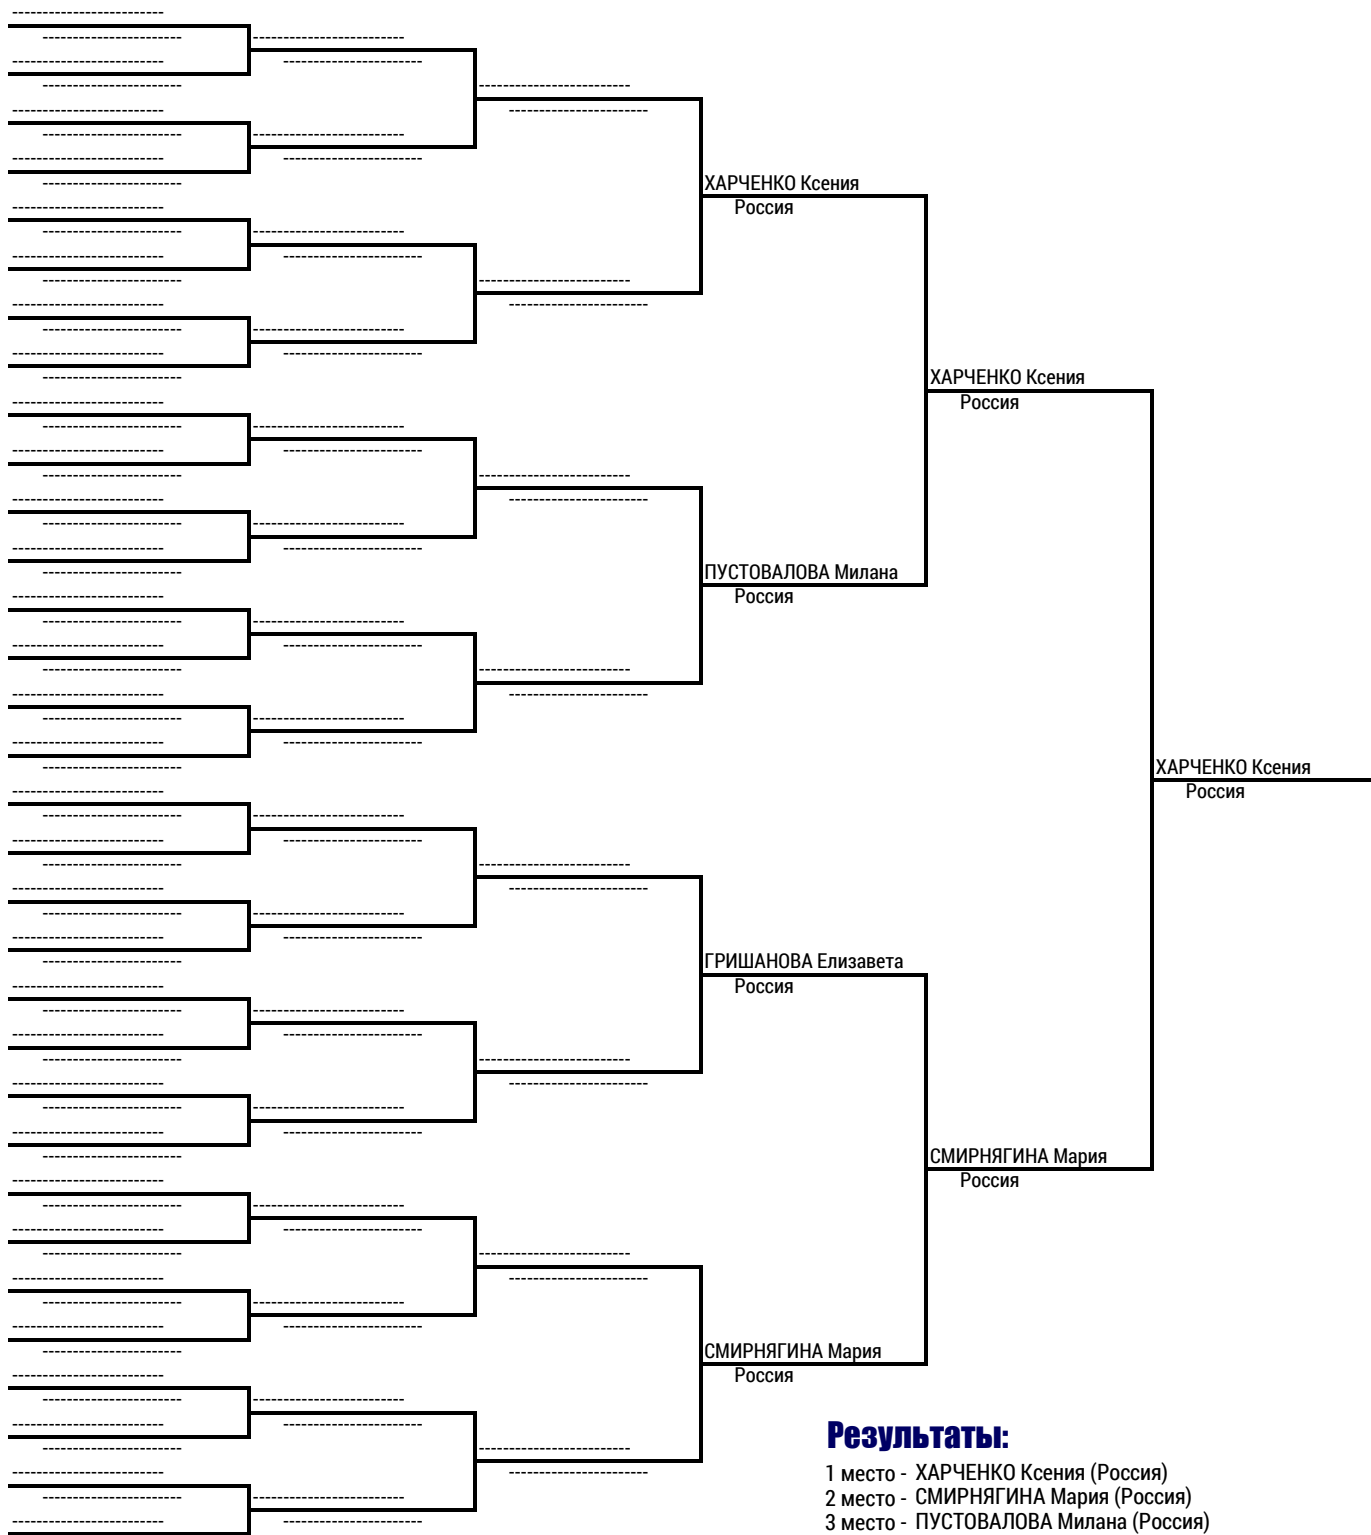 ХАРЧЕНКО Ксения
Россия
ХАРЧЕНКО Ксения
Россия
ПУСТОВАЛОВА Милана
Россия
ХАРЧЕНКО Ксения
Россия
ГРИШАНОВА Елизавета
Россия
СМИРНЯГИНА Мария
Россия
СМИРНЯГИНА Мария
Россия
Результаты:
1 место - ХАРЧЕНКО Ксения (Россия)
2 место - СМИРНЯГИНА Мария (Россия)
3 место - ПУСТОВАЛОВА Милана (Россия)